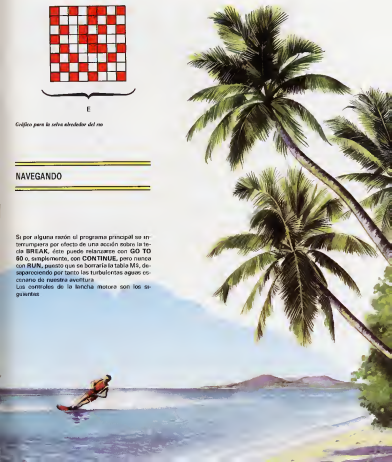 E
Gráfico para la selva alrededor del río
NAVEGANDO
Si por alguna razón el programa principal se in-
terrumpiera por efecto de una acción sobre la te-
cla BREAK, éste puede relanzarse con GO TO
60 o, simplemente, con CONTINUE, pero nunca
con RUN, puesto que se borraría la tabla M$, de-
sapareciendo por tanto las turbulentas aguas es-
cenario de nuestra aventura
Los controles de la lancha motora son los si-
guientes